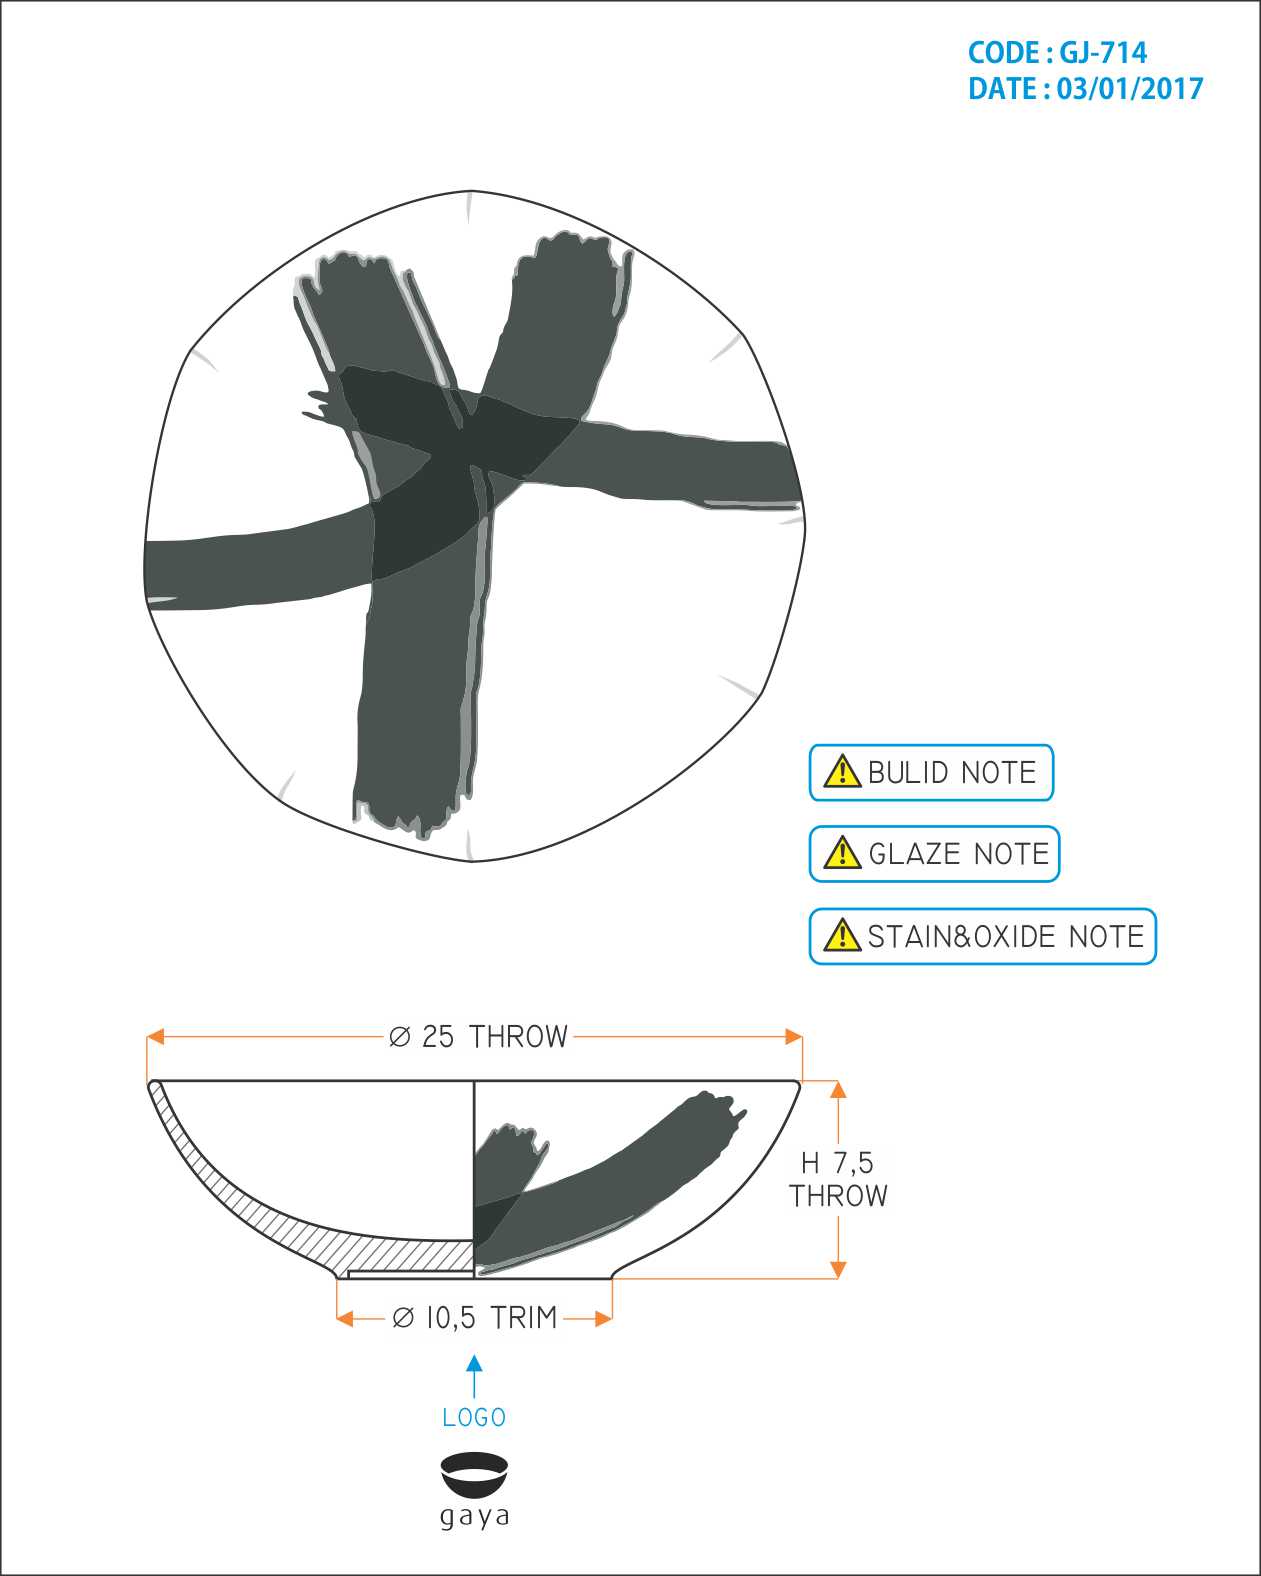 CODE : GJ-714
DATE : 03/01/2017
BULID NOTE
GLAZE NOTE
STAIN&OXIDE NOTE
Ø 25 THROW
H 7,5
THROW
Ø 10,5 TRIM
LOGO
gaya